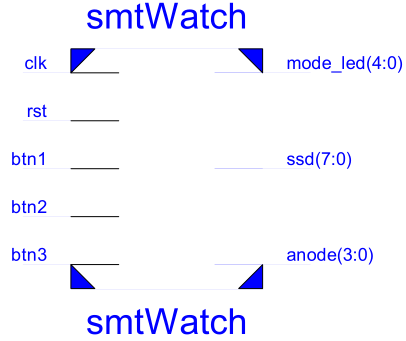 smtWatch
clk
mode_led(4:0)
rst
btn1
ssd(7:0)
btn2
btn3
anode(3:0)
smtWatch